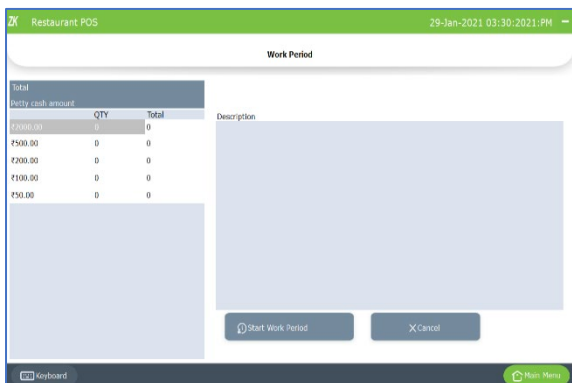 ZK Restaurant POS 29-Jan-2021 03:30:2021:PM
Work Period
Total
Petty cash amount
QTY Total
₹2000.00 0 0
₹500.00 0 0
₹200.00 0 0
₹100.00 0 0
₹50.00 0 0
Description
Start Work Period
Cancel
Keyboard
Main Menu